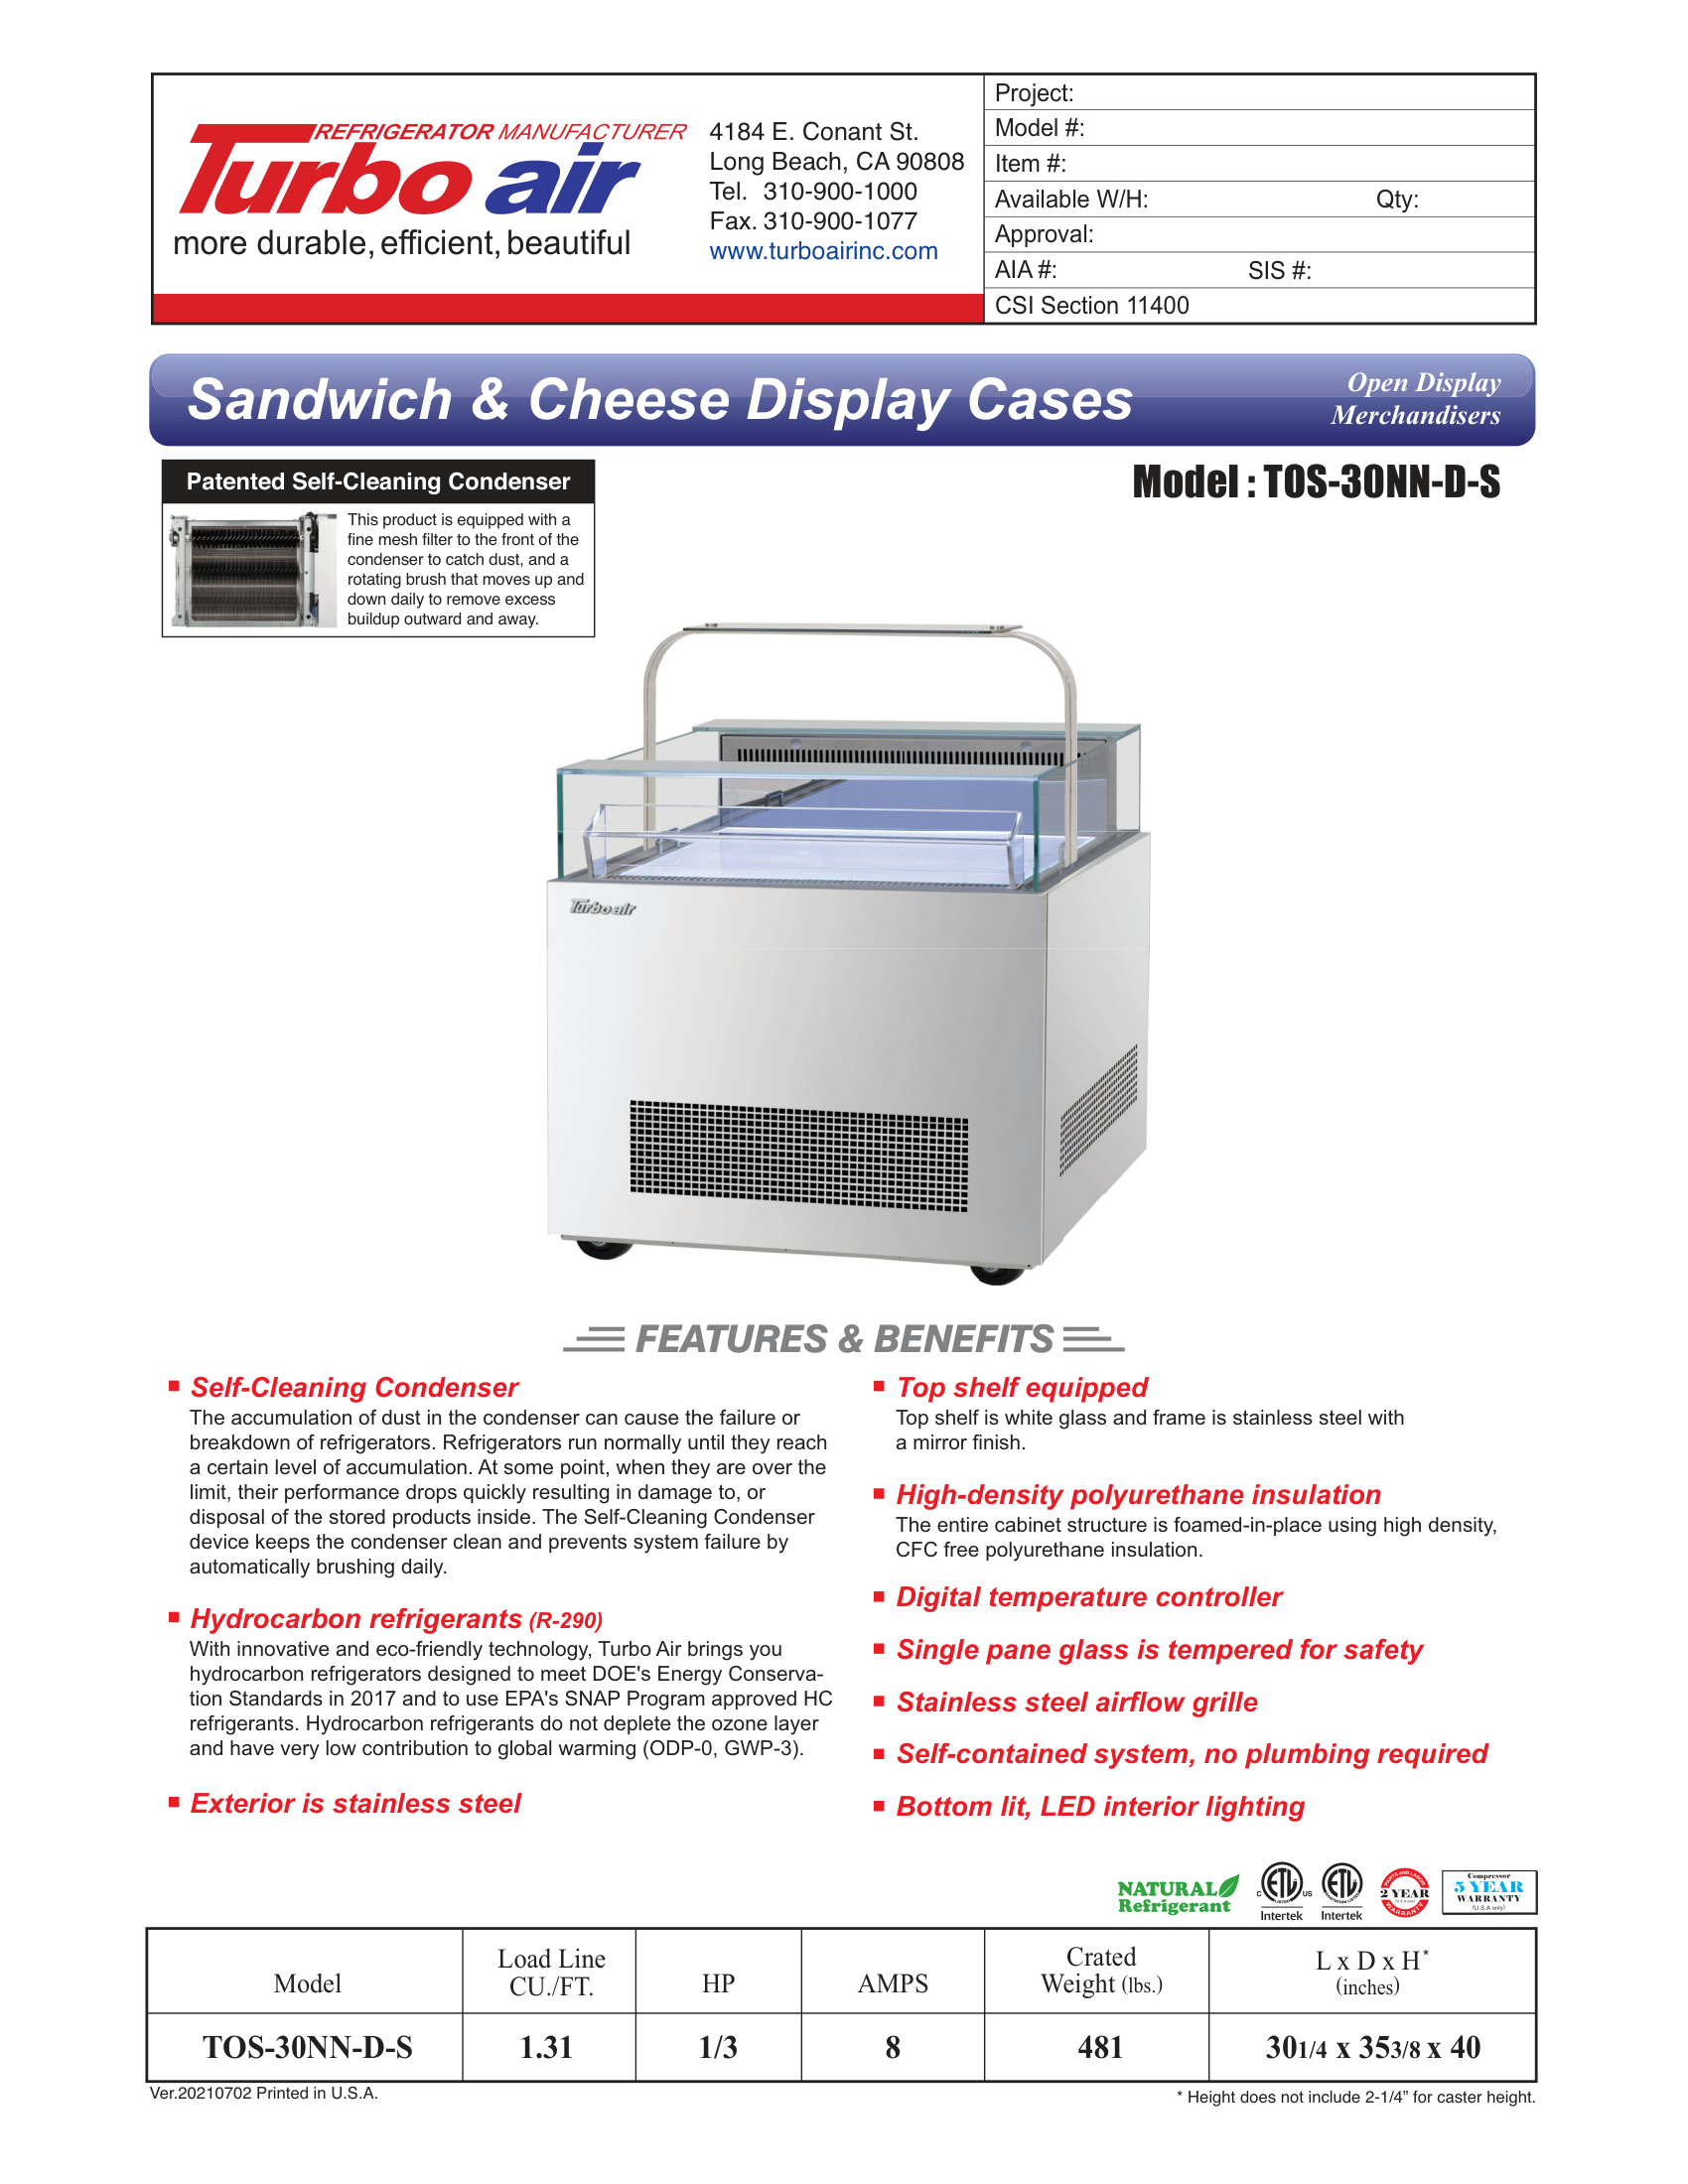 REFRIGERATOR MANUFACTURER
Turbo air
more durable, efficient, beautiful
4184 E. Conant St.
Long Beach, CA 90808
Tel. 310-900-1000
Fax. 310-900-1077
www.turboairinc.com
Project:
Model #:
Item #:
Available W/H: Qty:
Approval:
AIA #: SIS #:
CSI Section 11400
Sandwich & Cheese Display Cases
Open Display
Merchandisers
Patented Self-Cleaning Condenser
This product is equipped with a
fine mesh filter to the front of the
condenser to catch dust, and a
rotating brush that moves up and
down daily to remove excess
buildup outward and away.
Model : TOS-30NN-D-S
Turbo air
FEATURES & BENEFITS
Self-Cleaning Condenser
The accumulation of dust in the condenser can cause the failure or
breakdown of refrigerators. Refrigerators run normally until they reach
a certain level of accumulation. At some point, when they are over the
limit, their performance drops quickly resulting in damage to, or
disposal of the stored products inside. The Self-Cleaning Condenser
device keeps the condenser clean and prevents system failure by
automatically brushing daily.
Hydrocarbon refrigerants (R-290)
With innovative and eco-friendly technology, Turbo Air brings you
hydrocarbon refrigerators designed to meet DOE's Energy Conserva-
tion Standards in 2017 and to use EPA's SNAP Program approved HC
refrigerants. Hydrocarbon refrigerants do not deplete the ozone layer
and have very low contribution to global warming (ODP-0, GWP-3).
Exterior is stainless steel
Top shelf equipped
Top shelf is white glass and frame is stainless steel with
a mirror finish.
High-density polyurethane insulation
The entire cabinet structure is foamed-in-place using high density,
CFC free polyurethane insulation.
Digital temperature controller
Single pane glass is tempered for safety
Stainless steel airflow grille
Self-contained system, no plumbing required
Bottom lit, LED interior lighting
NATURAL
Refrigerant
C ETL US
LISTED
Intertek
ETL
Intertek
PARTS AND LABOR
2 YEAR
(U.S.A only)
WARRANTY
Compressor
5 YEAR
WARRANTY
(U.S.A only)
Model
Load Line
CU./FT.
HP
AMPS
Crated
Weight (lbs.)
L x D x H*
(inches)
TOS-30NN-D-S 1.31 1/3 8 481 301/4 x 353/8 x 40
Ver.20210702 Printed in U.S.A.
* Height does not include 2-1/4” for caster height.